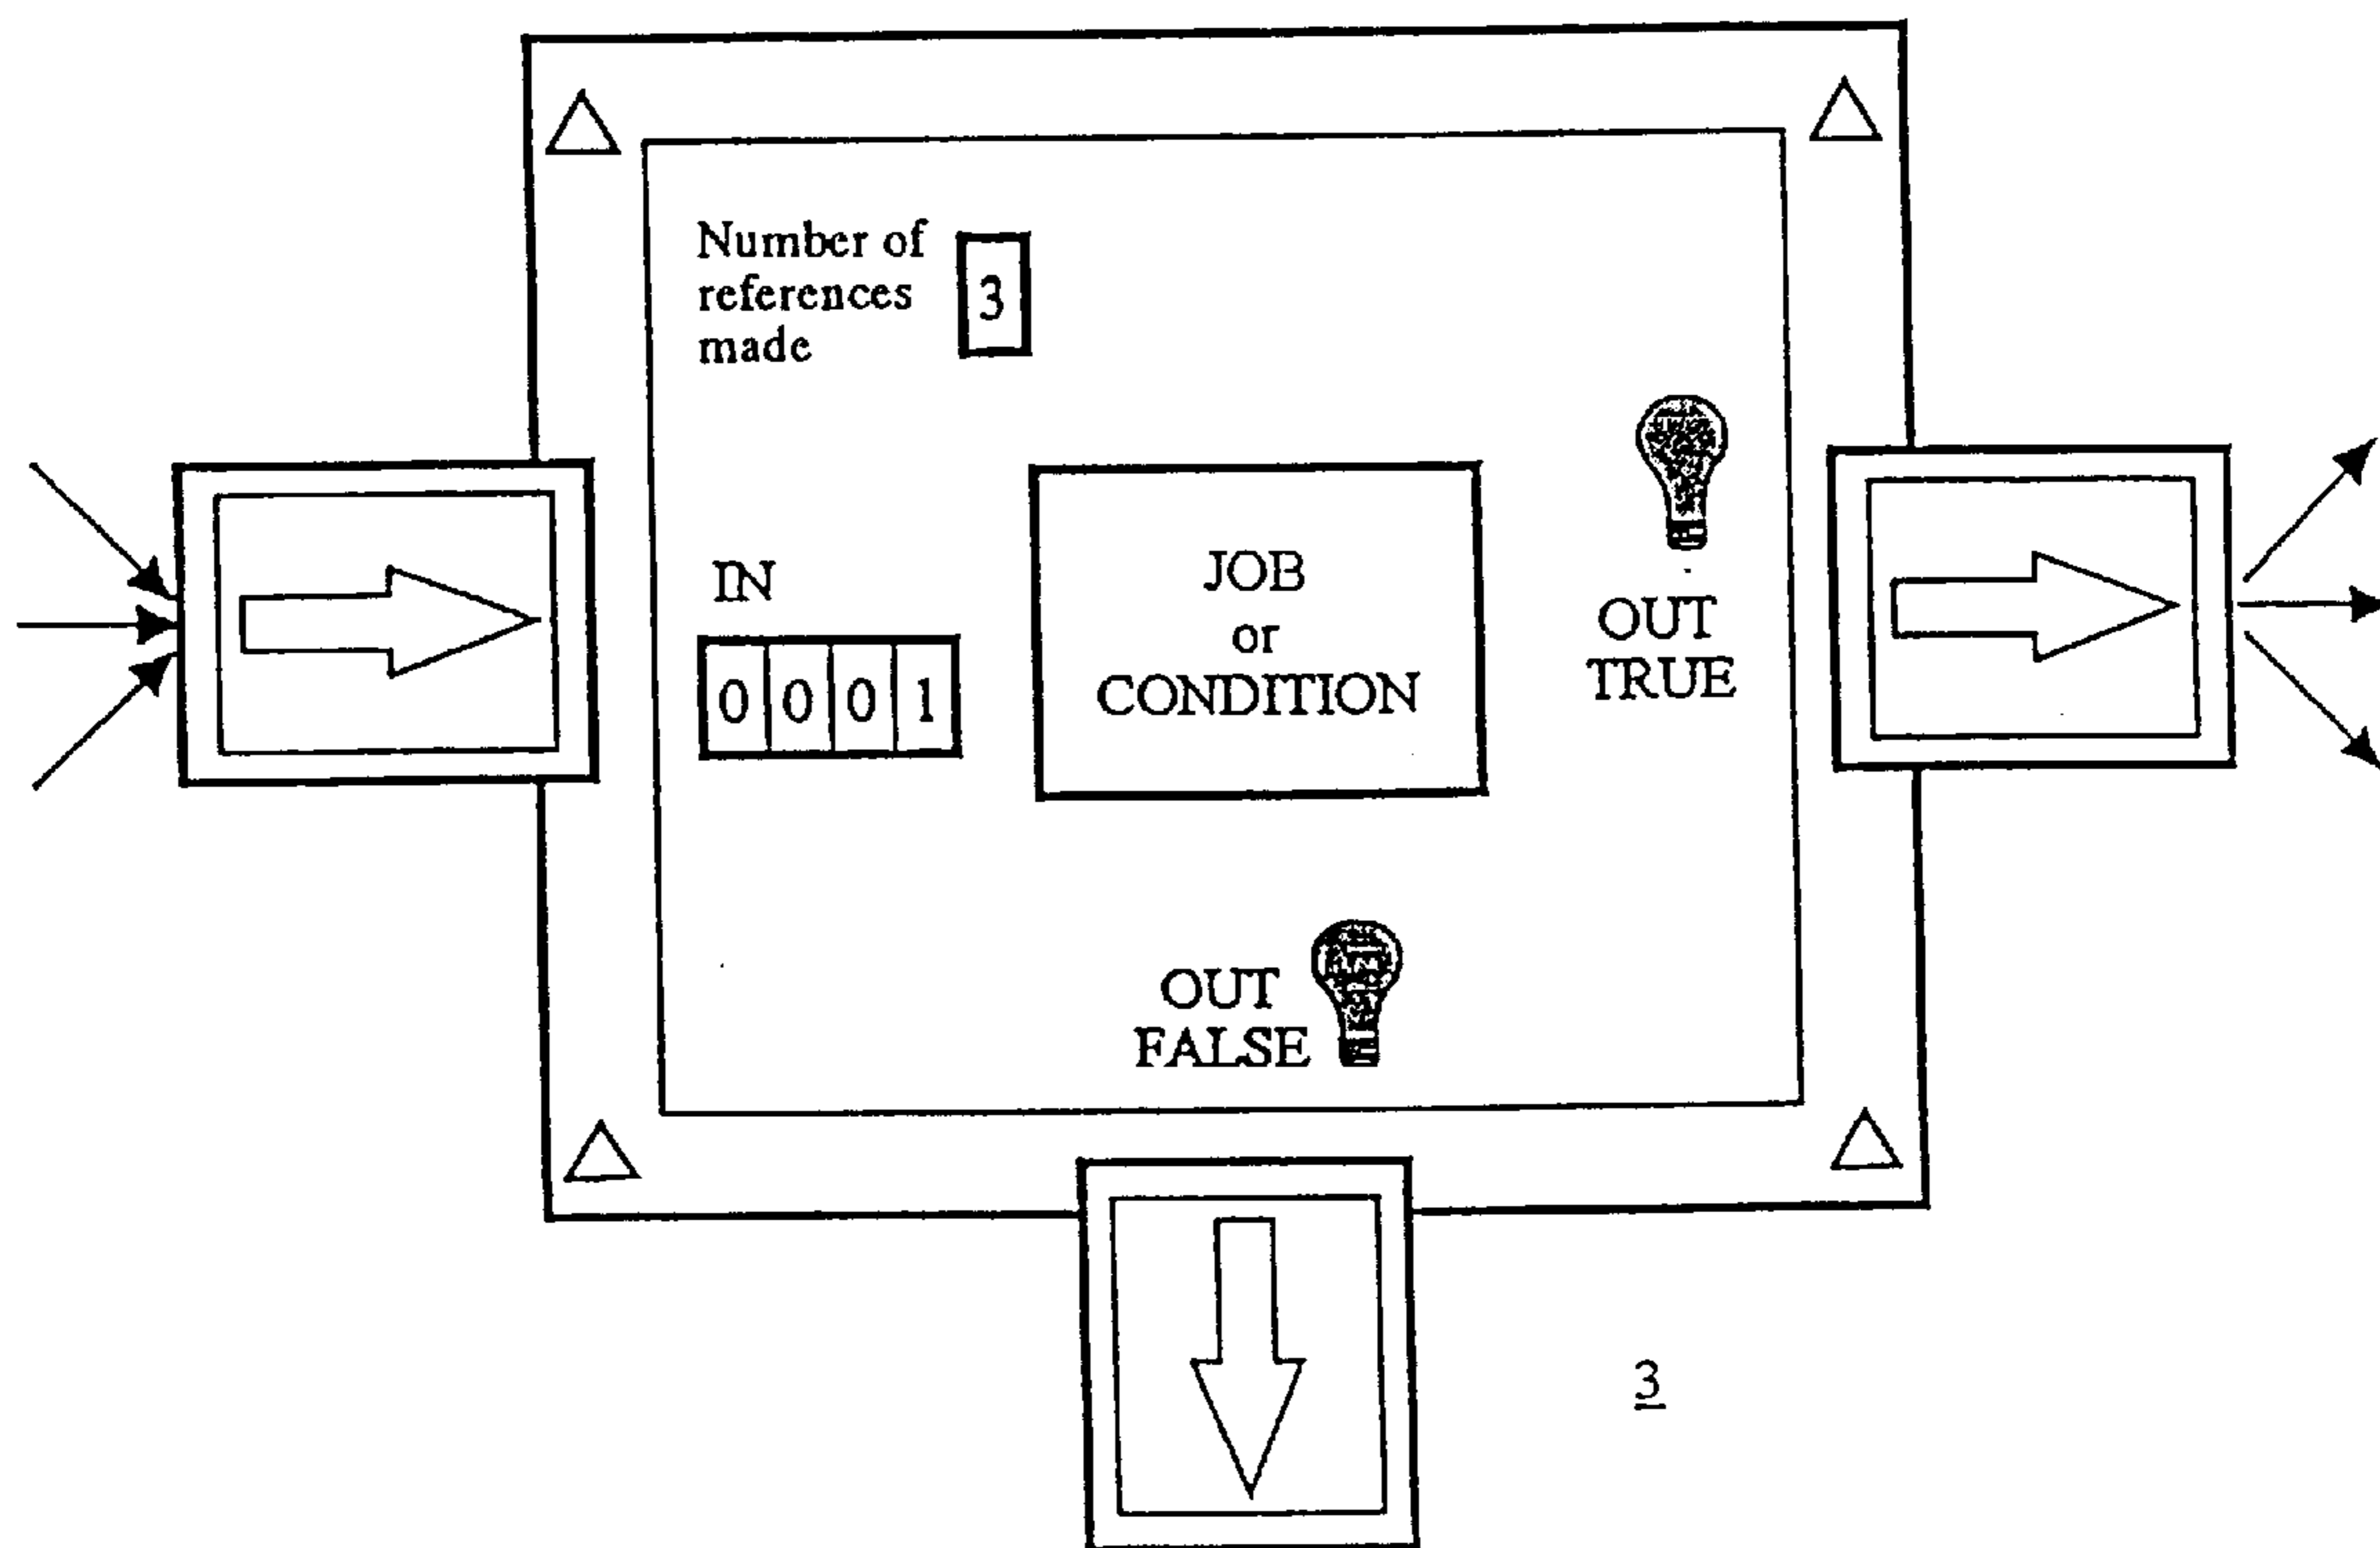 Number of
references
made
3
IN
0 0 0 1
JOB
or
CONDITION
OUT
TRUE
OUT
FALSE
3